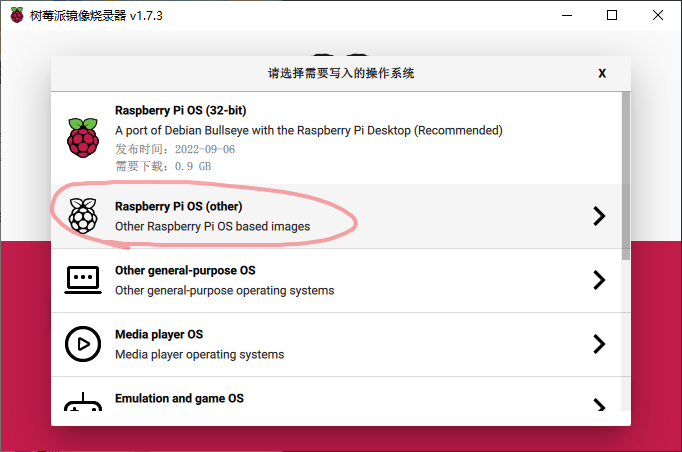 树莓派镜像烧录器 v1.7.3
请选择需要写入的操作系统
X
Raspberry Pi OS (32-bit)
A port of Debian Bullseye with the Raspberry Pi Desktop (Recommended)
发布时间：2022-09-06
需要下载：0.9 GB
Raspberry Pi OS (other)
Other Raspberry Pi OS based images
Other general-purpose OS
Other general-purpose operating systems
Media player OS
Media player operating systems
Emulation and game OS